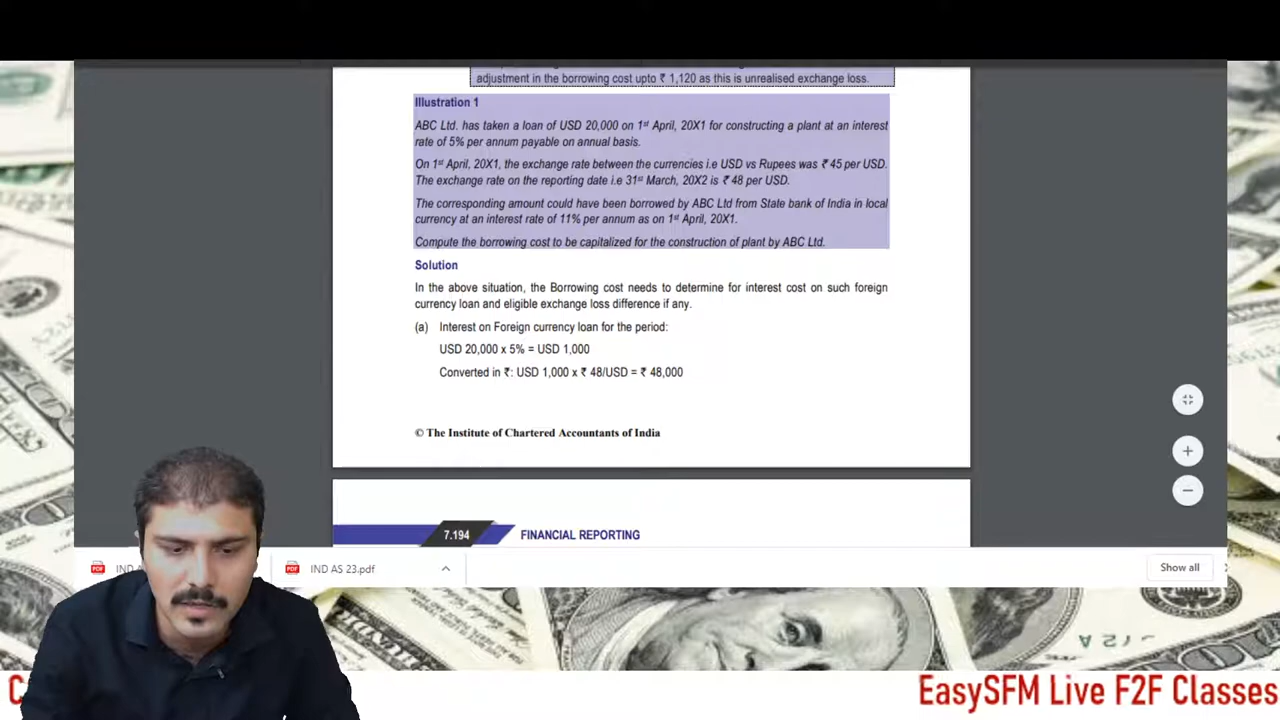 adjustment in the borrowing cost upto ₹ 1,120 as this is unrealised exchange loss.
Illustration 1
ABC Ltd. has taken a loan of USD 20,000 on 1st April, 20X1 for constructing a plant at an interest
rate of 5% per annum payable on annual basis.
On 1st April, 20X1, the exchange rate between the currencies i.e USD vs Rupees was ₹ 45 per USD.
The exchange rate on the reporting date i.e 31st March, 20X2 is ₹ 48 per USD.
The corresponding amount could have been borrowed by ABC Ltd from State bank of India in local
currency at an interest rate of 11% per annum as on 1st April, 20X1.
Compute the borrowing cost to be capitalized for the construction of plant by ABC Ltd.
Solution
In the above situation, the Borrowing cost needs to determine for interest cost on such foreign
currency loan and eligible exchange loss difference if any.
(a) Interest on Foreign currency loan for the period:
USD 20,000 x 5% = USD 1,000
Converted in ₹: USD 1,000 x ₹ 48/USD = ₹ 48,000
© The Institute of Chartered Accountants of India
7.194 FINANCIAL REPORTING
IND
IND AS 23.pdf
Show all
EasySFM Live F2F Classes